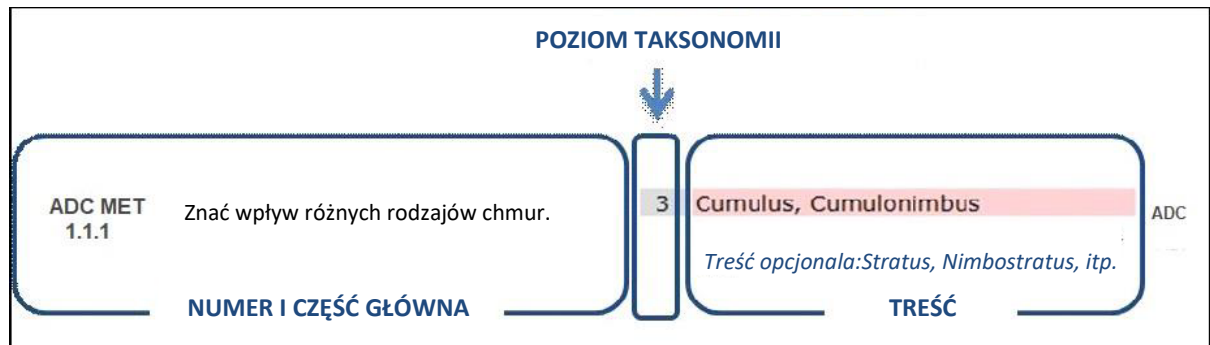 POZIOM TAKSONOMII
ADC MET
1.1.1
Znać wpływ różnych rodzajów chmur.
3
Cumulus, Cumulonimbus
ADC
Treść opcjonala:Stratus, Nimbostratus, itp.
NUMER I CZĘŚĆ GŁÓWNA
TREŚĆ